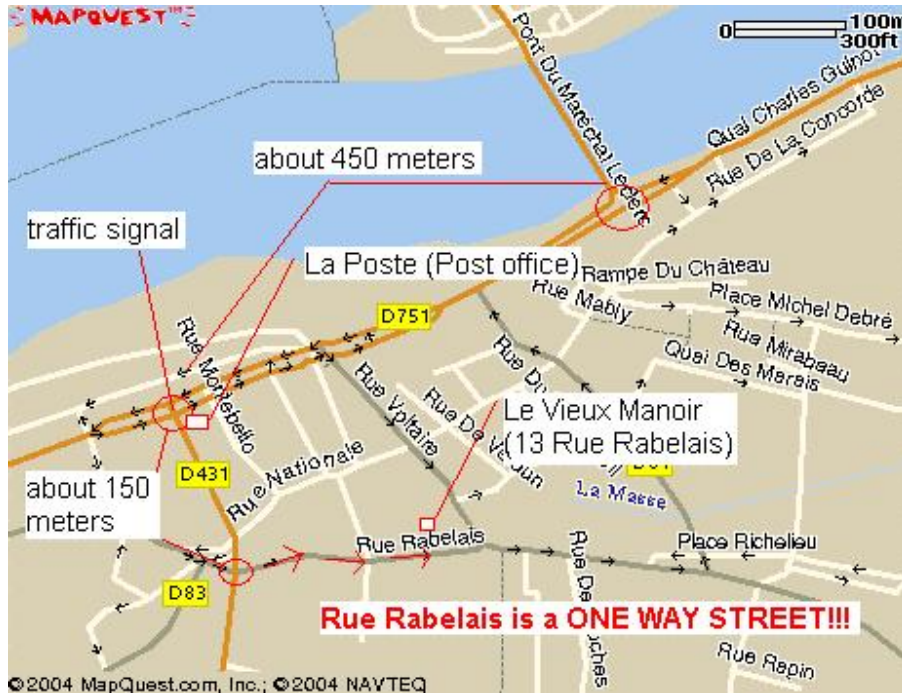 MAPQUEST
0 100m
300ft
Pont Du Maréchal Leclerc
Quai Charles Guinot
Rue De La Concorde
about 450 meters
traffic signal
La Poste (Post office)
Rampe Du Château
Rue Mably
Place Michel Debré
D751
Rue Mirabeau
Quai Des Marais
Rue Montebello
Rue Voltaire
Rue Du
Rue De Verdun
Le Vieux Manoir
(13 Rue Rabelais)
D431
Rue Nationale
La Masse
about 150
meters
Rue Rabelais
Place Richelieu
D83
Rue De
oches
Rue Rabelais is a ONE WAY STREET!!!
Rue Rapin
©2004 MapQuest.com, Inc.; ©2004 NAVTEQ